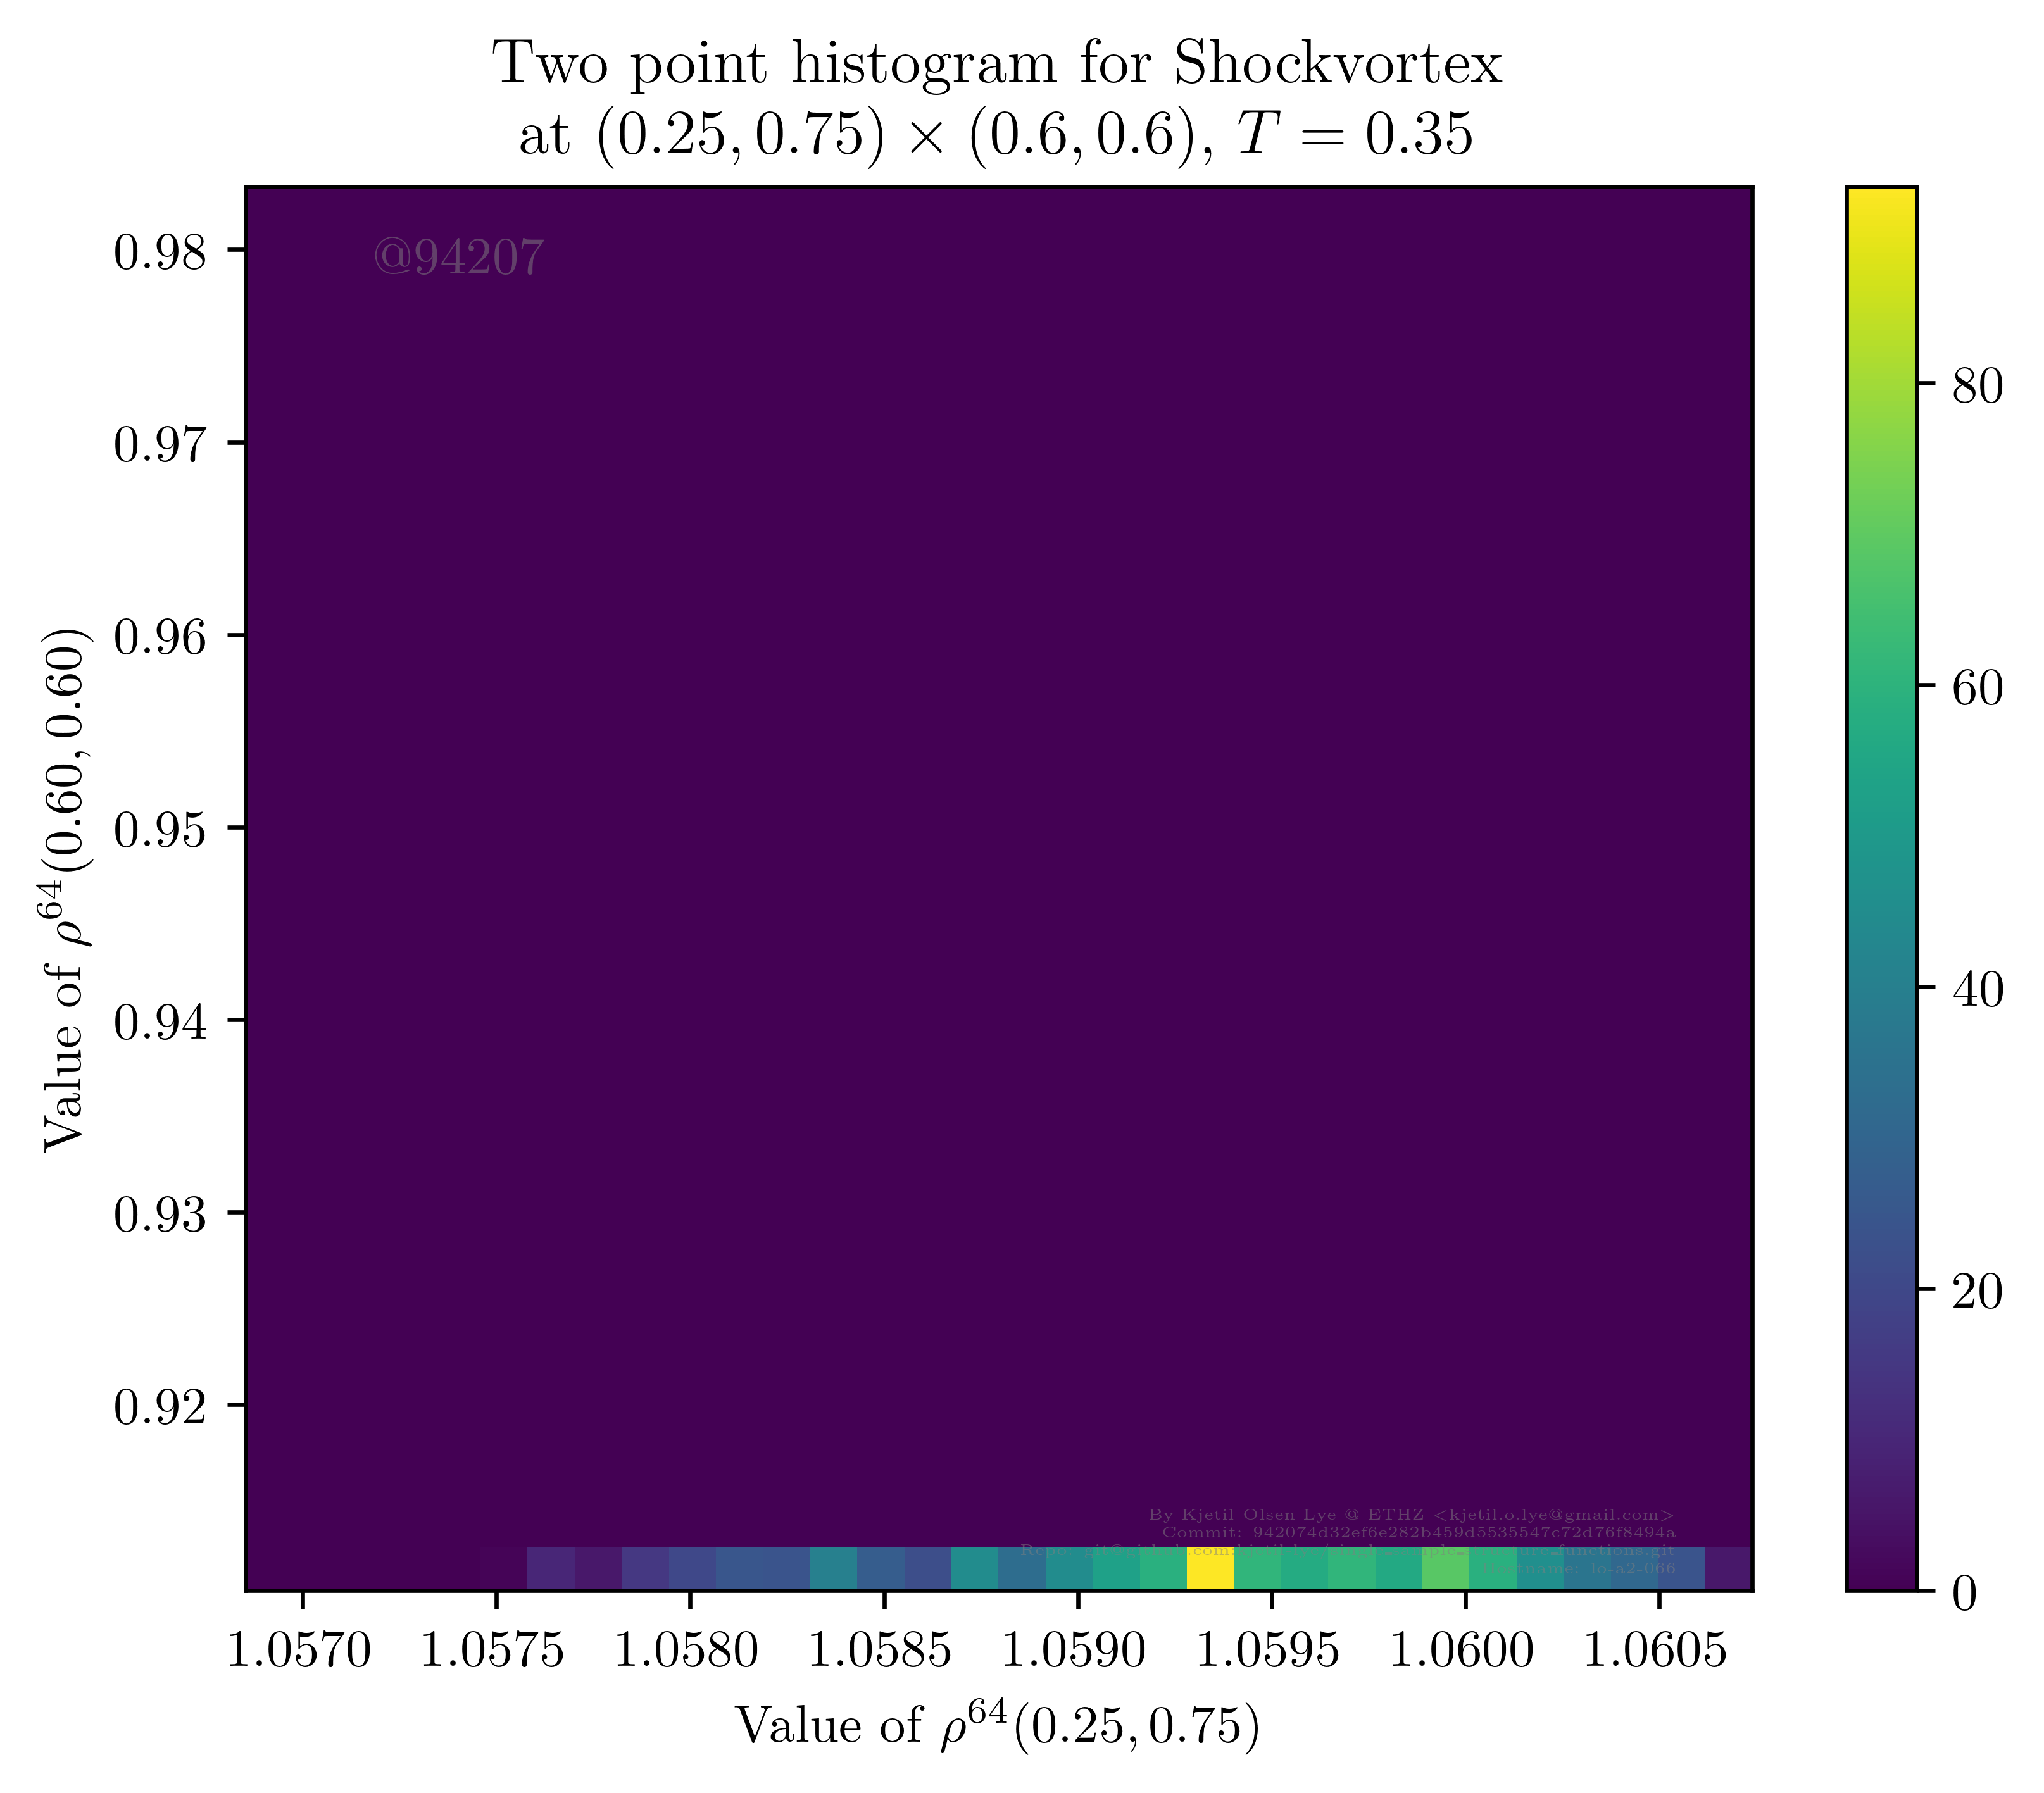 Two point histogram for Shockvortex
at (0.25, 0.75) × (0.6, 0.6), T = 0.35
@94207
0.98
0.97
0.96
0.95
0.94
0.93
0.92
Value of ρ^64(0.60, 0.60)
80
60
40
20
0
By Kjetil Olsen Lye @ ETHZ <kjetil.o.lye@gmail.com>
Commit: 942074d32ef6e282b459d5535547c72d76f8494a
Repo:
lo-a2-066
1.0570 1.0575 1.0580 1.0585 1.0590 1.0595 1.0600 1.0605
Value of ρ^64(0.25, 0.75)